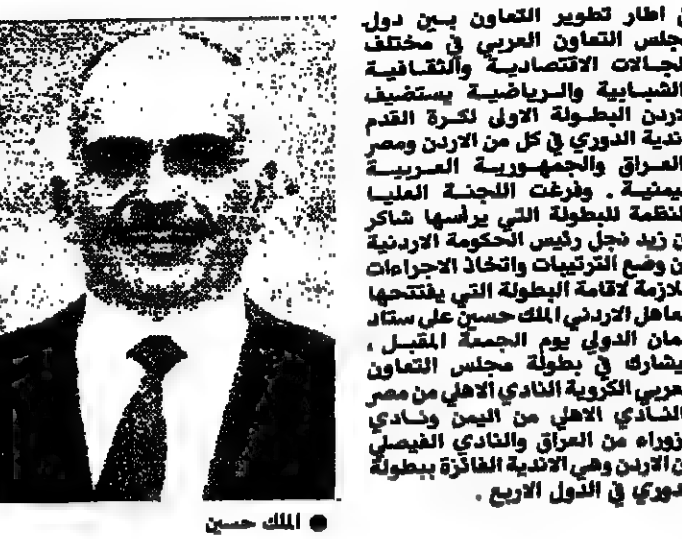 اطار تطوير التعاون بين دول
مجلس التعاون العربي في مختلف
المجالات الاقتصادية والثقافية
والشبابية والرياضية يستضيف
الاردن البطولة الاولى لكرة القدم
لاندية الدوري في كل من الاردن ومصر
والعراق والجمهورية العربية
اليمنية . وفرغت اللجنة العليا
المنظمة للبطولة التي يرأسها شاكر
بن زيد نجل رئيس الحكومة الاردنية
من وضع الترتيبات واتخاذ الاجراءات
اللازمة لاقامة البطولة التي يفتتحها
العاهل الاردني الملك حسين على ستاد
عمان الدولي يوم الجمعة المقبل ،
ويشارك في بطولة مجلس التعاون
العربي الكروية النادي الاهلي من مصر
والنادي الاهلي من اليمن ونادي
الزوراء من العراق والنادي الفيصلي
من الاردن وهي الاندية الفائزة ببطولة
الدوري في الدول الاربع .
● الملك حسين